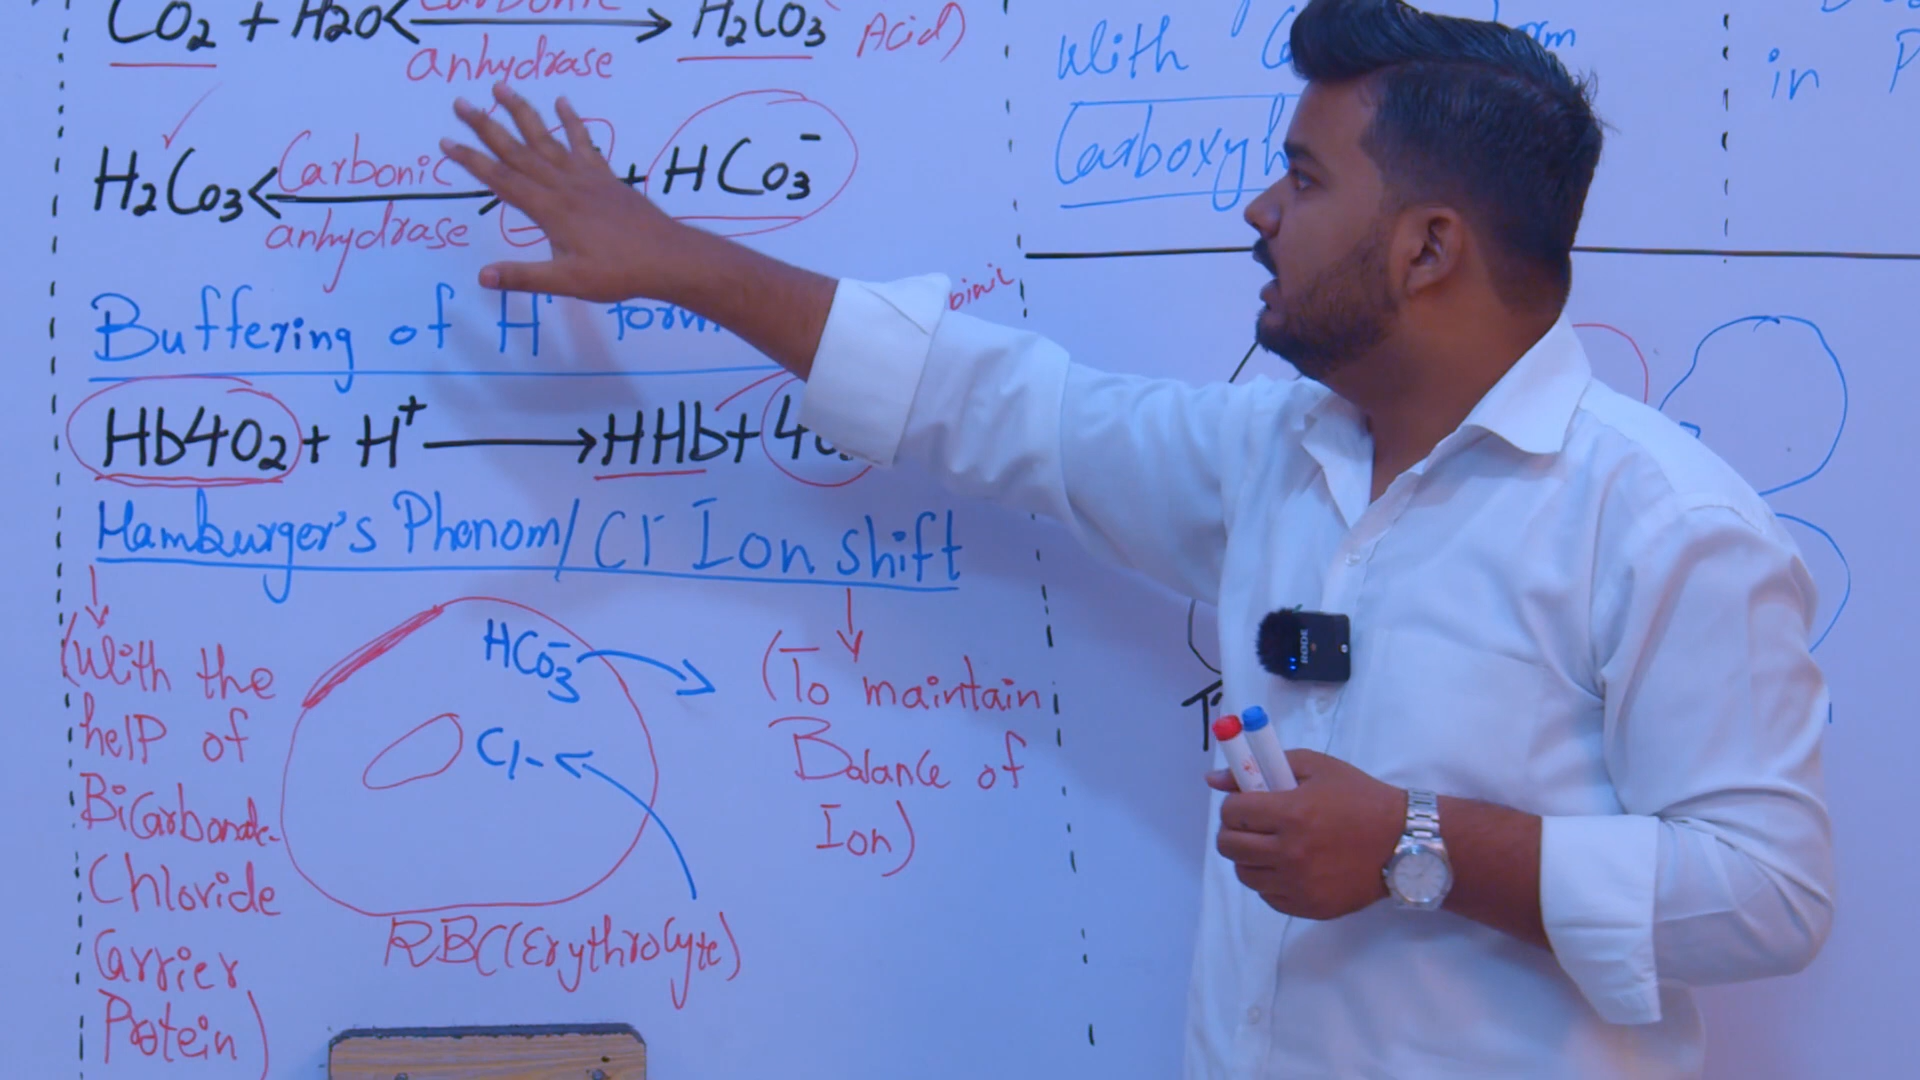 CO2 + H2O Carbonic H2CO3 Acid)
anhydrase
H2CO3 Carbonic + HCO3-
anhydrase
Buffering of H
Hb4O2 + H+ HHb + 4
Hamburger's Phenom/ Cl- Ion Shift
(With the
help of
Bicarbonate-
Chloride
Carrier
Protein)
HCO3-
Cl-
RBC (Erythrocyte)
(To maintain
Balance of
Ion)
With
in P
RODE